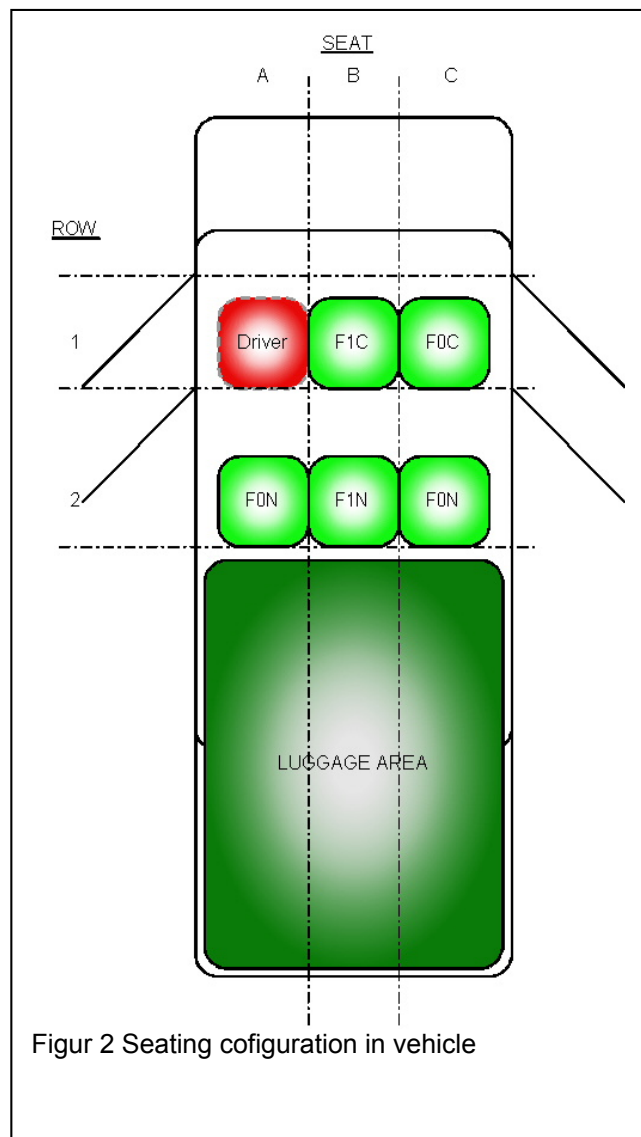 SEAT
A B C
ROW
1 Driver F1C F0C
2 F0N F1N F0N
LUGGAGE AREA
Figur 2 Seating cofiguration in vehicle